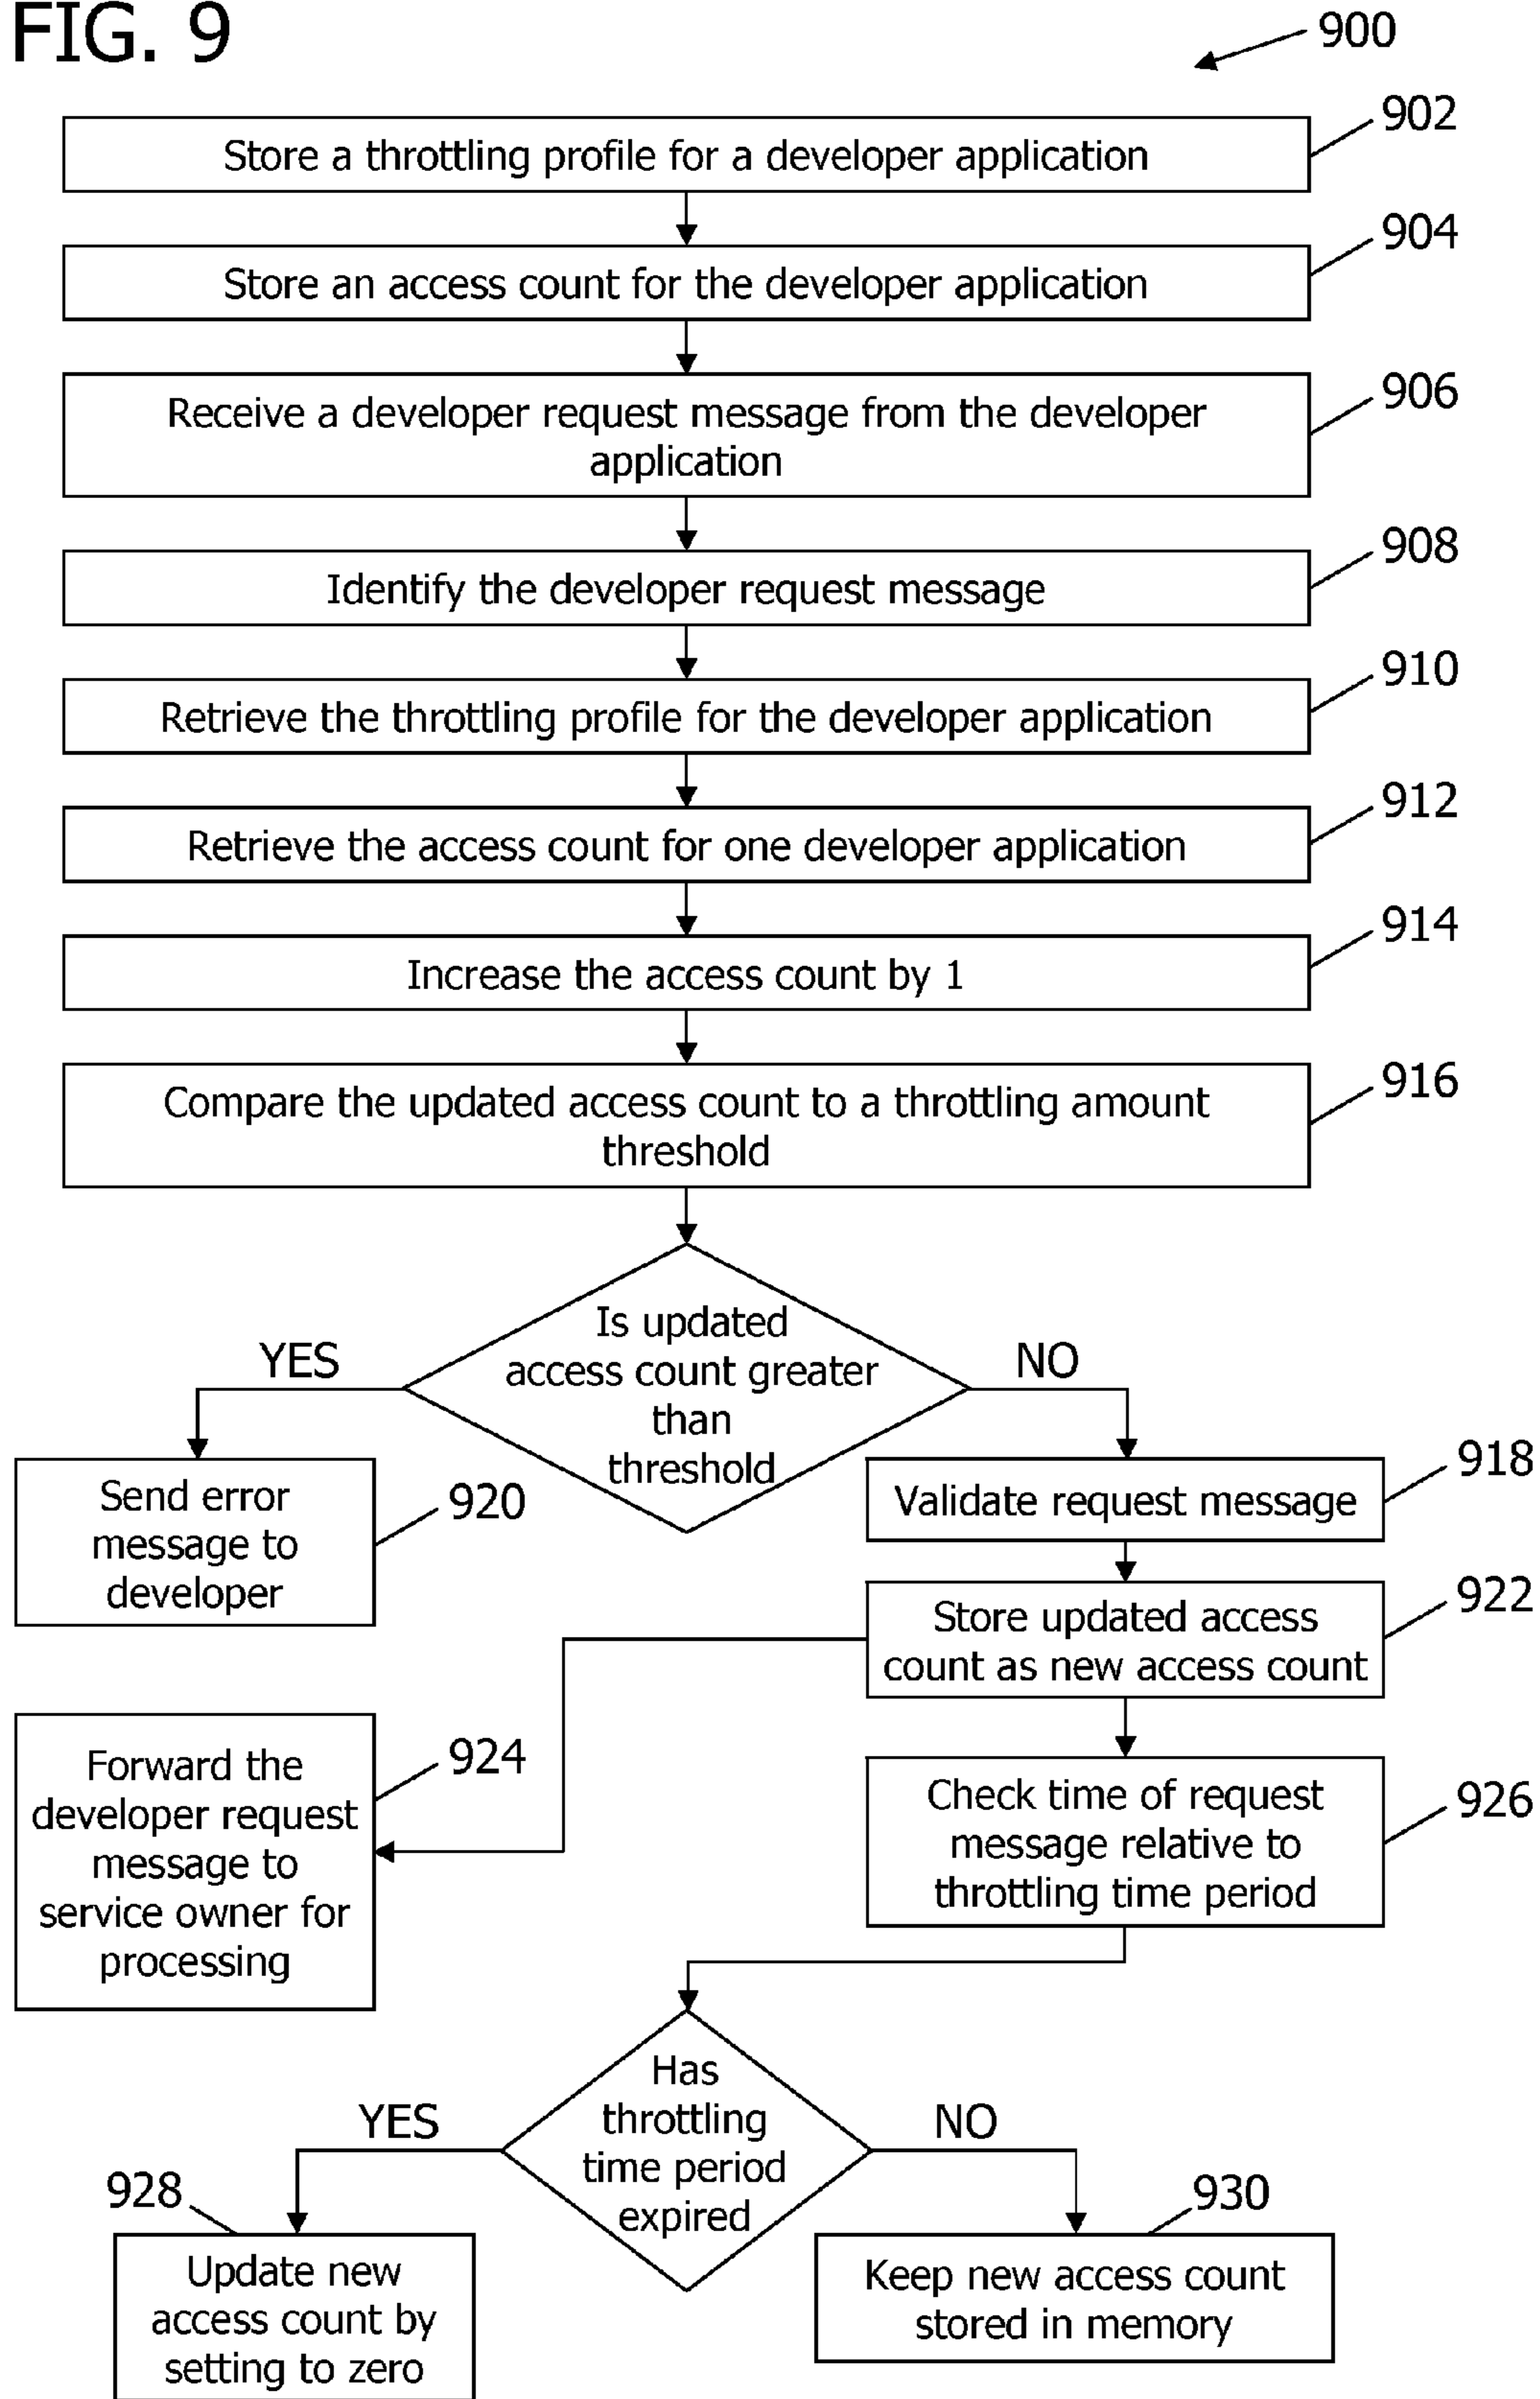 FIG. 9
900
Store a throttling profile for a developer application
902
Store an access count for the developer application
904
Receive a developer request message from the developer
application
906
Identify the developer request message
908
Retrieve the throttling profile for the developer application
910
Retrieve the access count for one developer application
912
Increase the access count by 1
914
Compare the updated access count to a throttling amount
threshold
916
Is updated
access count greater
than
threshold
YES
NO
Send error
message to
developer
920
Validate request message
918
Store updated access
count as new access count
922
Forward the
developer request
message to
service owner for
processing
924
Check time of request
message relative to
throttling time period
926
Has
throttling
time period
expired
YES
NO
928
Update new
access count by
setting to zero
930
Keep new access count
stored in memory